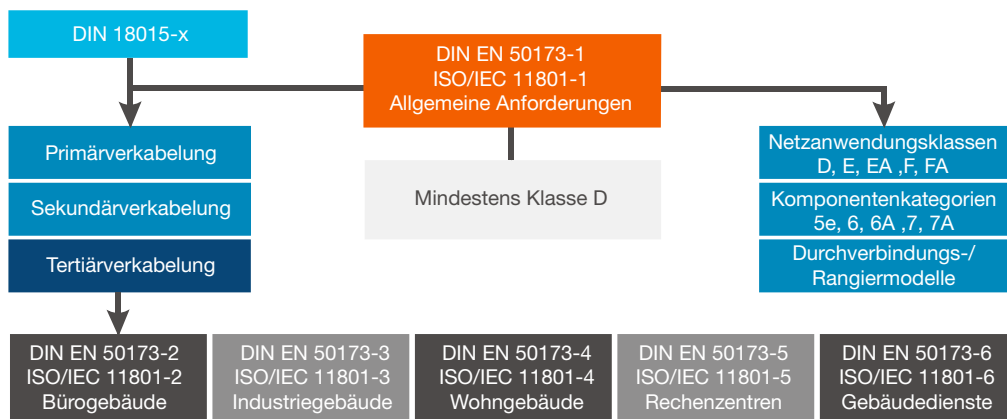 DIN 18015-x
DIN EN 50173-1
ISO/IEC 11801-1
Allgemeine Anforderungen
Primärverkabelung
Sekundärverkabelung
Tertiärverkabelung
Mindestens Klasse D
Netzanwendungsklassen
D, E, EA ,F, FA
Komponentenkategorien
5e, 6, 6A ,7, 7A
Durchverbindungs-/
Rangiermodelle
DIN EN 50173-2
ISO/IEC 11801-2
Bürogebäude
DIN EN 50173-3
ISO/IEC 11801-3
Industriegebäude
DIN EN 50173-4
ISO/IEC 11801-4
Wohngebäude
DIN EN 50173-5
ISO/IEC 11801-5
Rechenzentren
DIN EN 50173-6
ISO/IEC 11801-6
Gebäudedienste